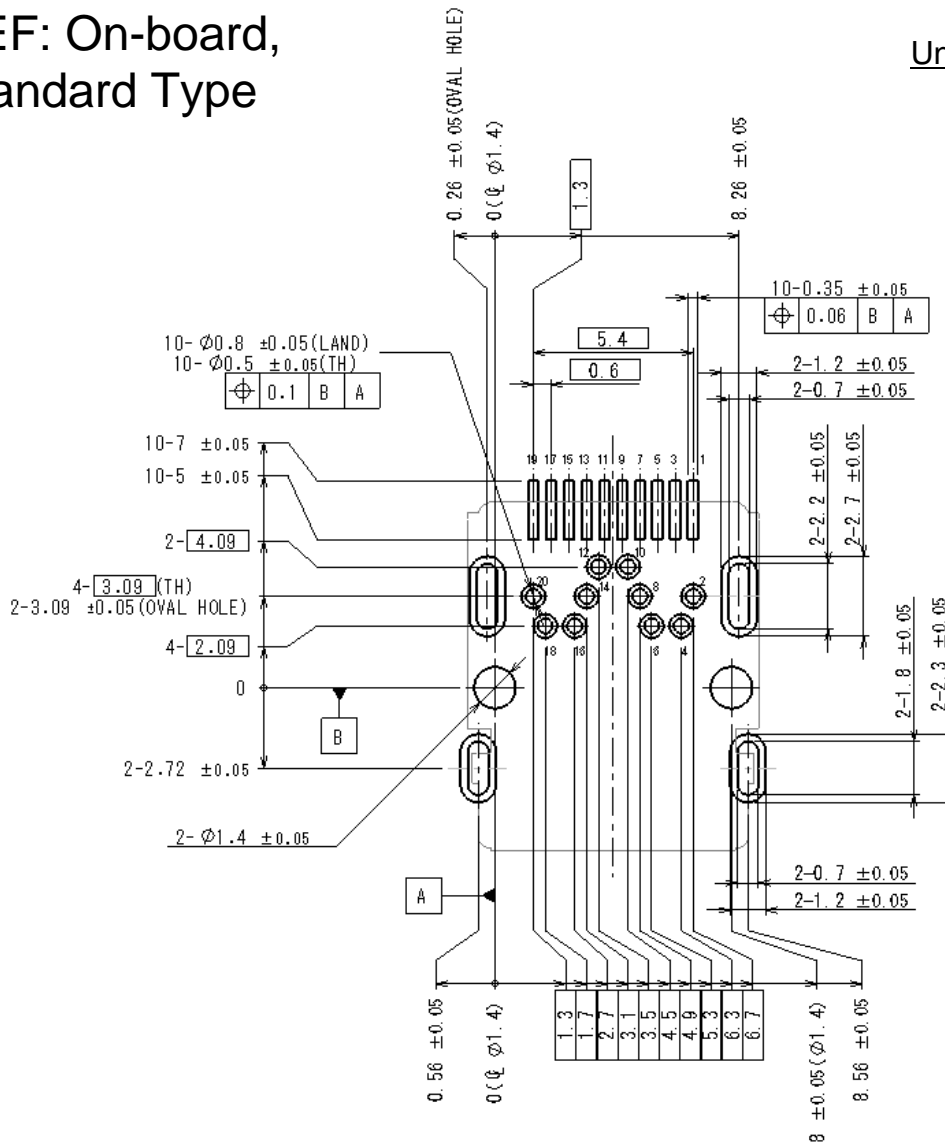 EF: On-board,
andard Type
0.26 ±0.05(OVAL HOLE)
0(℄ Ø1.4)
1.3
8.26 ±0.05
10-0.35 ±0.05
0.06 B A
10- Ø0.8 ±0.05(LAND)
10- Ø0.5 ±0.05(TH)
0.1 B A
5.4
0.6
2-1.2 ±0.05
2-0.7 ±0.05
10-7 ±0.05
10-5 ±0.05
19 17 15 13 11 9 7 5 3 1
2-2.2 ±0.05
2-2.7 ±0.05
2-4.09
12 10
4-3.09(TH)
2-3.09 ±0.05(OVAL HOLE)
20 14 8 2
4-2.09
18 16 6 4
0
B
2-1.8 ±0.05
2-2.3 ±0.05
2-2.72 ±0.05
2- Ø1.4 ±0.05
A
2-0.7 ±0.05
2-1.2 ±0.05
0.56 ±0.05
0(℄ Ø1.4)
1.3
1.7
2.7
3.1
3.5
4.5
4.9
5.3
6.3
6.7
8 ±0.05(Ø1.4)
8.56 ±0.05